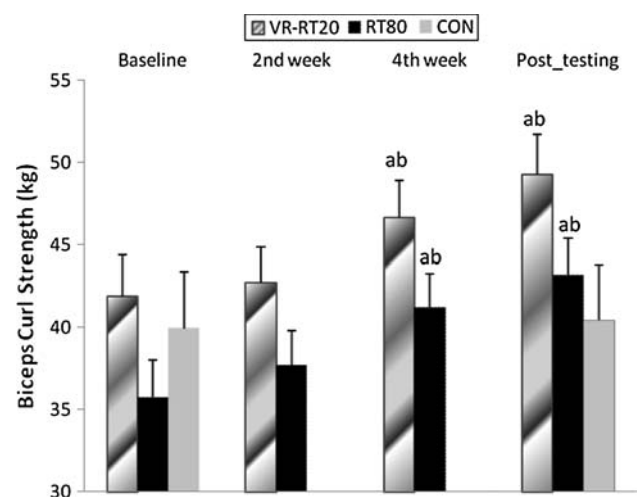 VR-RT20 RT80 CON
Baseline 2nd week 4th week Post_testing
55
50
45
40
35
30
Biceps Curl Strength (kg)
ab
ab
ab
ab